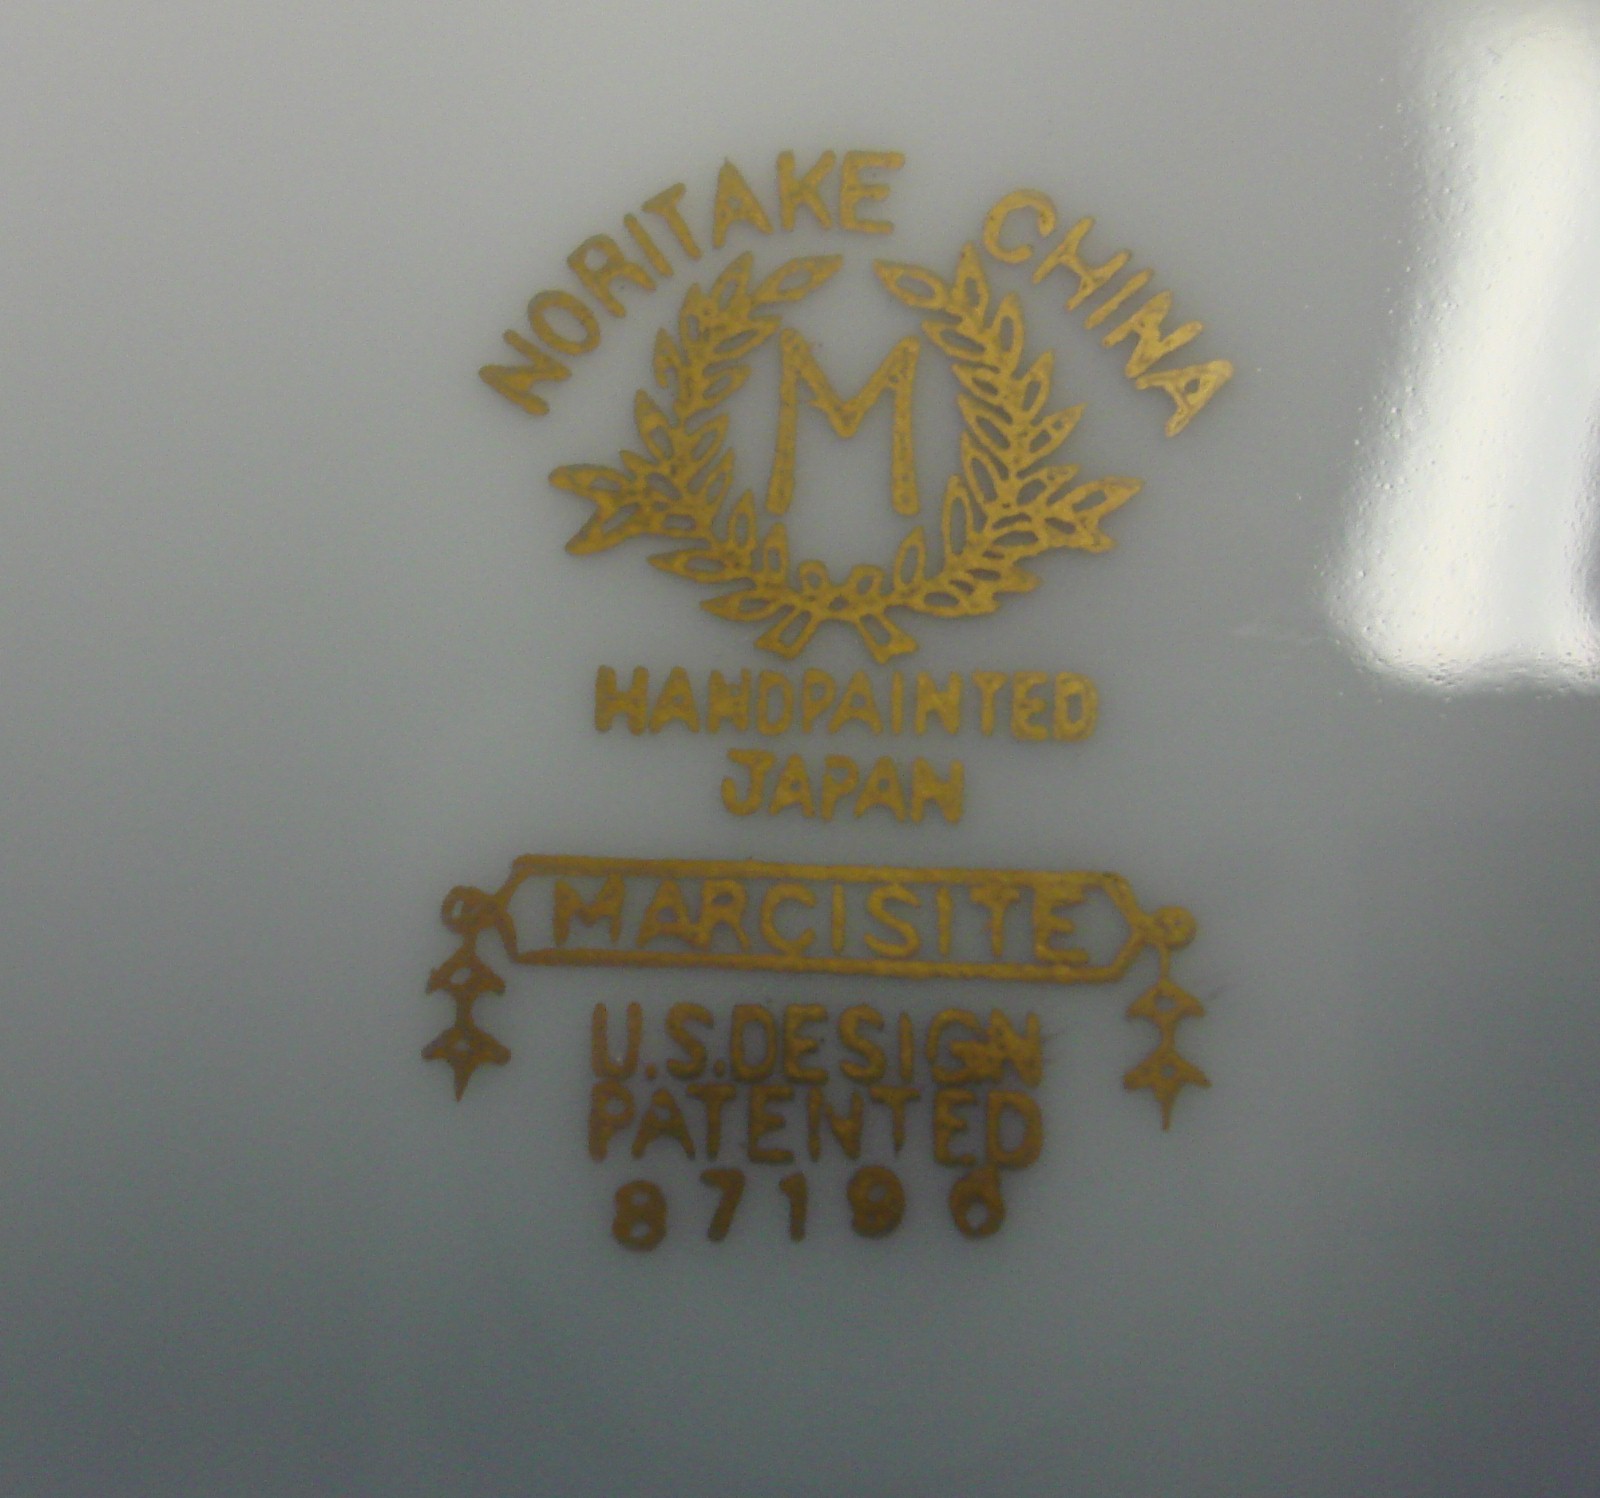 NORITAKE CHINA
M
HANDPAINTED
JAPAN
MARCISITE
U.S.DESIGN
PATENTED
87196